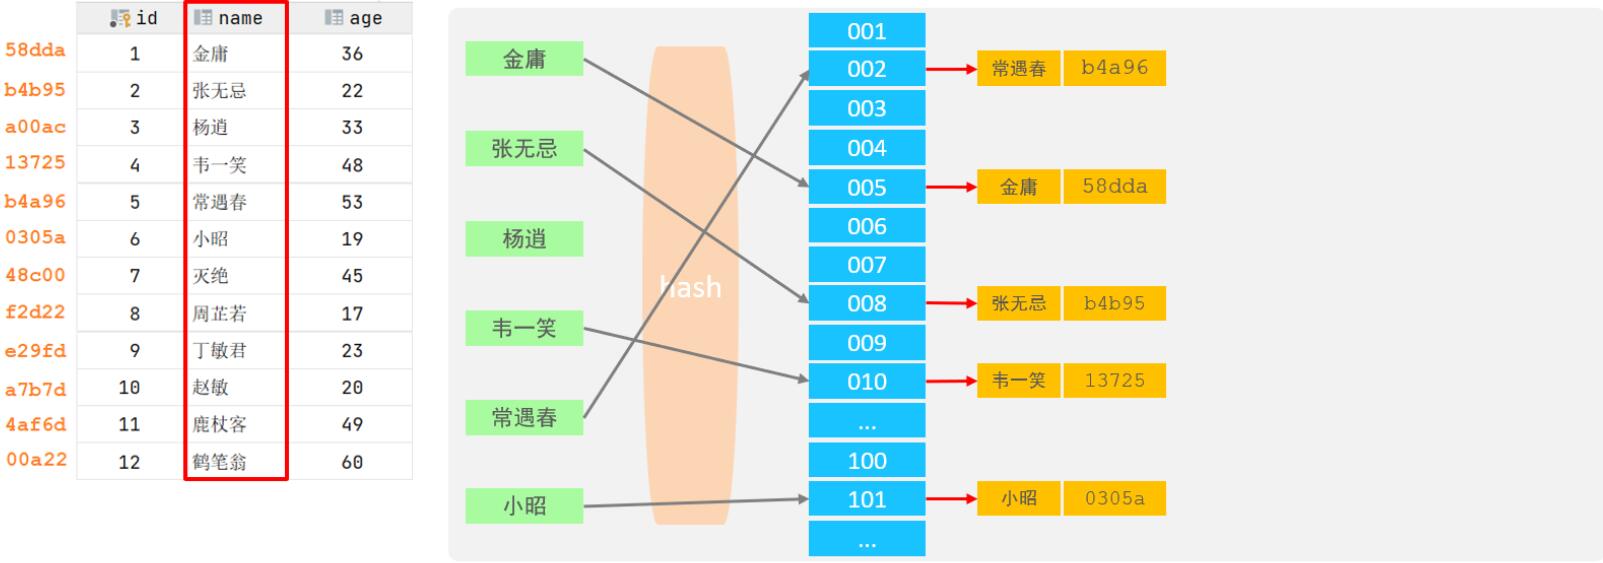 id name age
58dda 1 金庸 36
b4b95 2 张无忌 22
a00ac 3 杨逍 33
13725 4 韦一笑 48
b4a96 5 常遇春 53
0305a 6 小昭 19
48c00 7 灭绝 45
f2d22 8 周芷若 17
e29fd 9 丁敏君 23
a7b7d 10 赵敏 20
4af6d 11 鹿杖客 49
00a22 12 鹤笔翁 60
金庸
张无忌
杨逍
韦一笑
常遇春
小昭
hash
001
002 常遇春 b4a96
003
004
005 金庸 58dda
006
007
008 张无忌 b4b95
009
010 韦一笑 13725
...
100
101 小昭 0305a
...